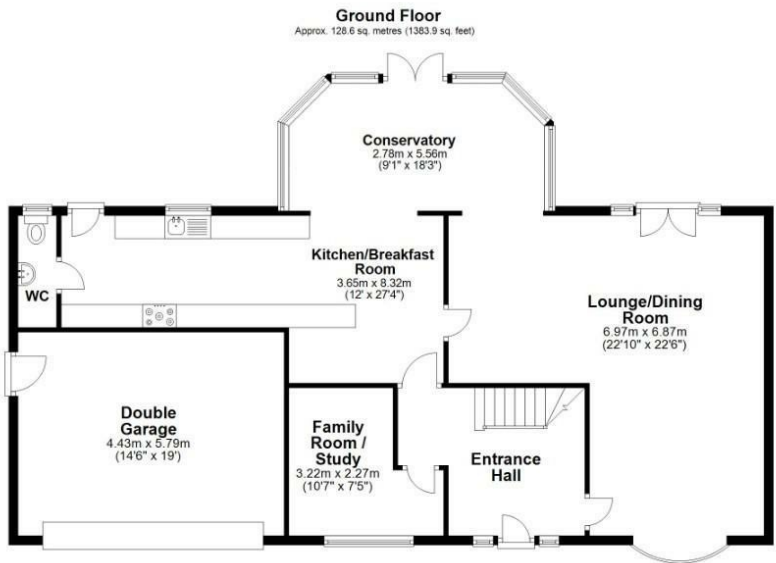 Ground Floor
Approx. 128.6 sq. metres (1383.9 sq. feet)
Conservatory
2.78m x 5.56m
(9'1" x 18'3")
Kitchen/Breakfast
Room
3.65m x 8.32m
(12' x 27'4")
WC
Lounge/Dining
Room
6.97m x 6.87m
(22'10" x 22'6")
Double
Garage
4.43m x 5.79m
(14'6" x 19')
Family
Room /
Study
3.22m x 2.27m
(10'7" x 7'5")
Entrance
Hall